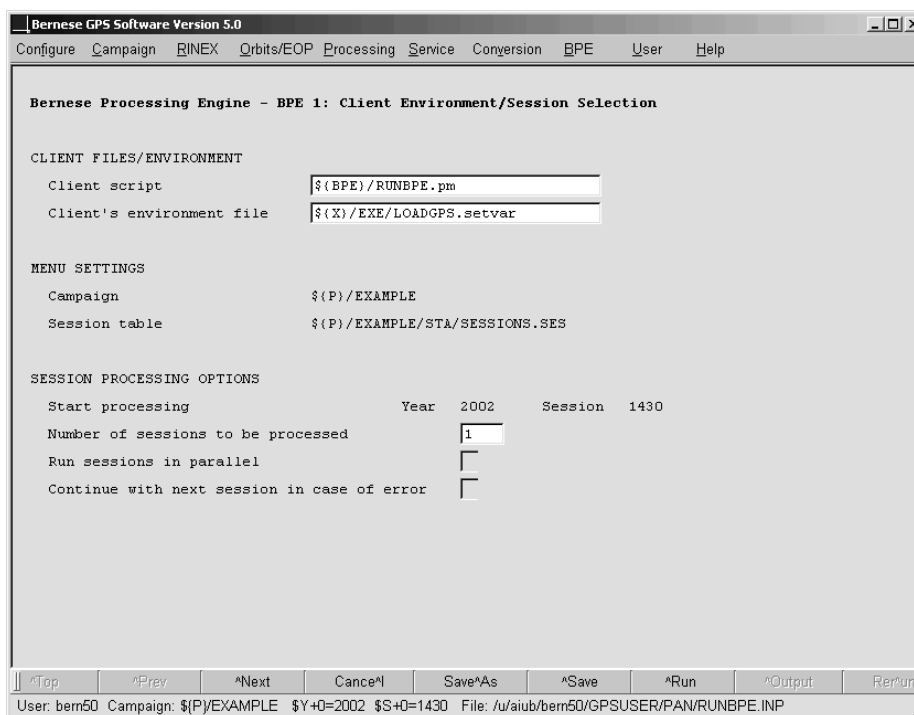 Bernese GPS Software Version 5.0
Configure Campaign RINEX Orbits/EOP Processing Service Conversion BPE User Help
Bernese Processing Engine - BPE 1: Client Environment/Session Selection
CLIENT FILES/ENVIRONMENT
Client script ${BPE}/RUNBPE.pm
Client's environment file ${X}/EXE/LOADGPS.setvar
MENU SETTINGS
Campaign ${P}/EXAMPLE
Session table ${P}/EXAMPLE/STA/SESSIONS.SES
SESSION PROCESSING OPTIONS
Start processing Year 2002 Session 1430
Number of sessions to be processed 1
Run sessions in parallel
Continue with next session in case of error
^Top ^Prev ^Next Cance^l Save^As ^Save ^Run ^Output Rer^un
User: bern50 Campaign: ${P}/EXAMPLE $Y+0=2002 $S+0=1430 File: /u/aiub/bern50/GPSUSER/PAN/RUNBPE.INP